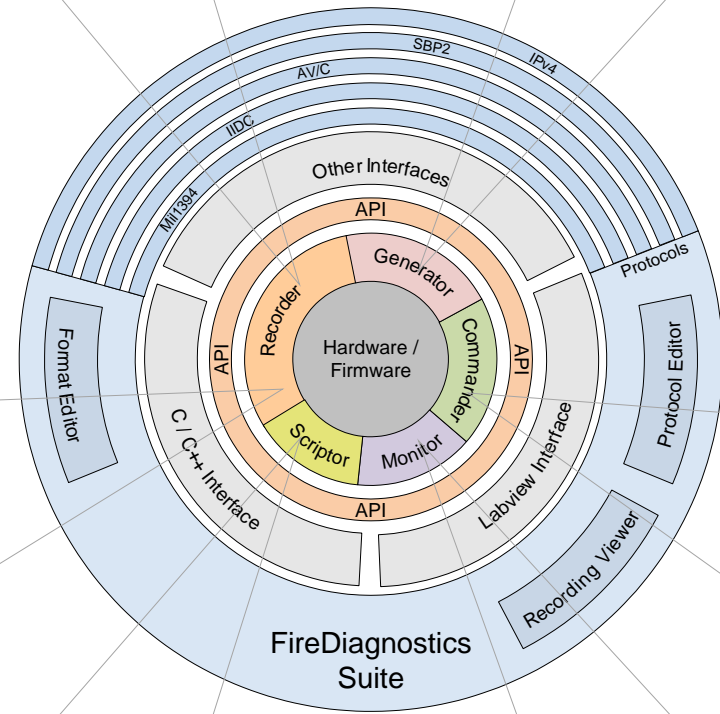 SBP2
IPv4
AV/C
IIDC
Mil1394
Other Interfaces
Protocols
API
Generator
Recorder
Commander
Hardware /
Firmware
API
API
Format Editor
Protocol Editor
Scriptor
Monitor
C / C++ Interface
Labview Interface
API
Recording Viewer
FireDiagnostics
Suite